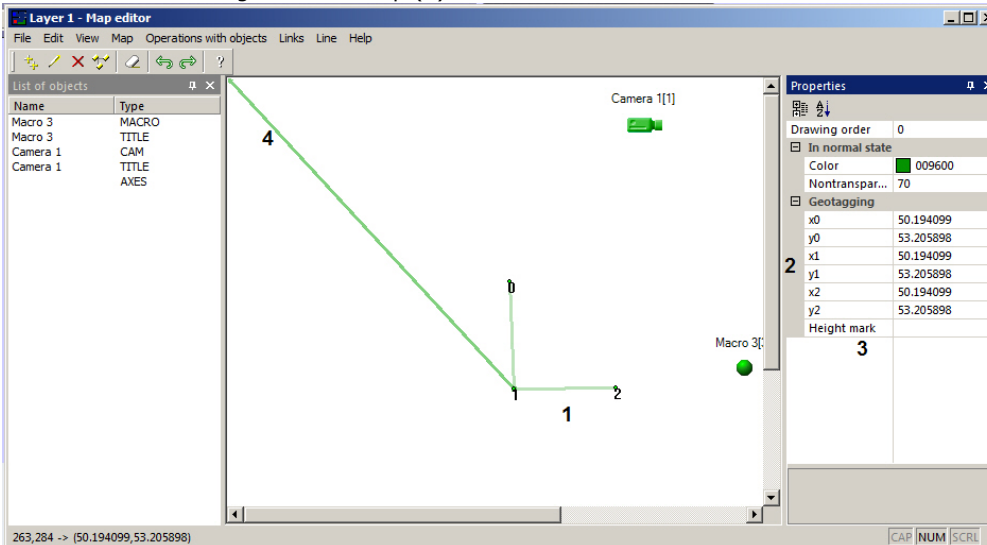 Layer 1 - Map editor
File Edit View Map Operations with objects Links Line Help
?
List of objects
Name Type
Macro 3 MACRO
Macro 3 TITLE
Camera 1 CAM
Camera 1 TITLE
AXES
4
Camera 1[1]
0
Macro 3[
1
2
1
Properties
Drawing order 0
In normal state
Color 009600
Nontranspar... 70
Geotagging
x0 50.194099
y0 53.205898
x1 50.194099
2
y1 53.205898
x2 50.194099
y2 53.205898
Height mark
3
263,284 -> (50.194099,53.205898)
CAP NUM SCRL